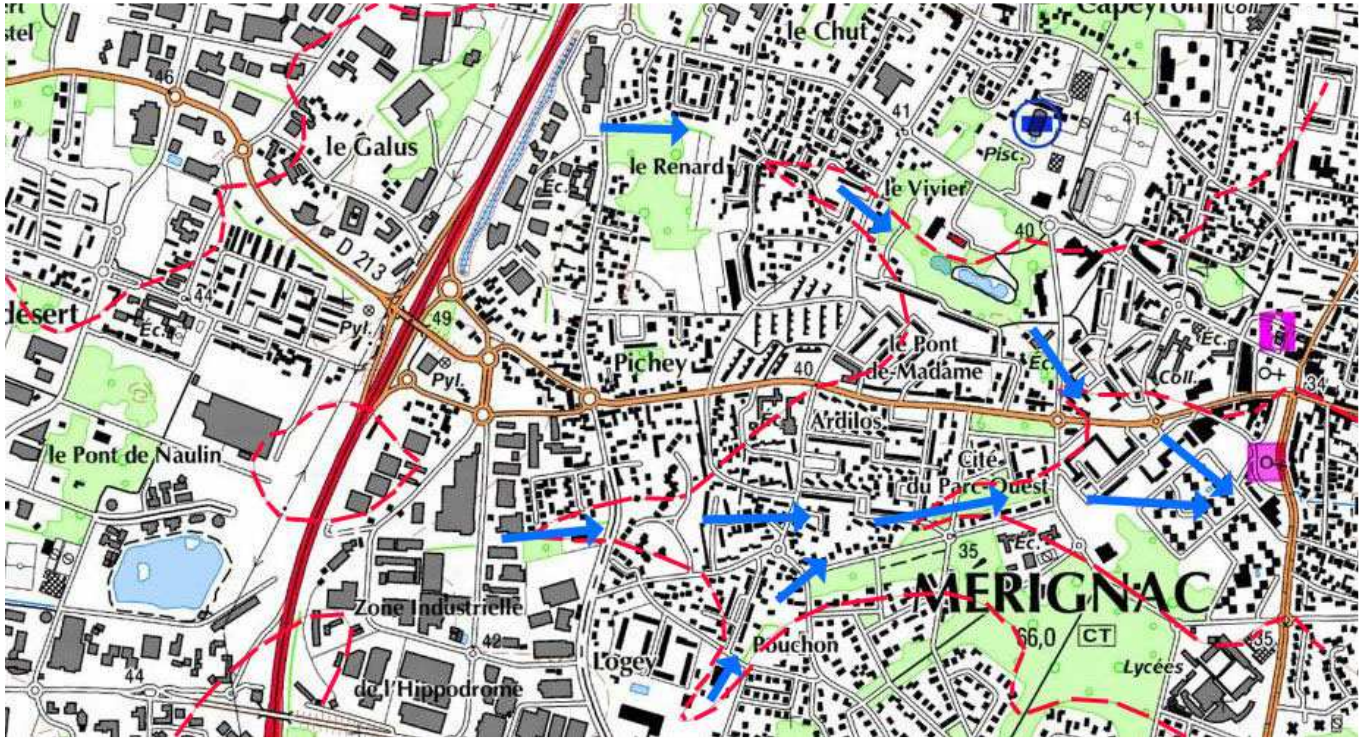 stel
le Chut
Capeyron
Coll
46
41
41
le Galus
le Renard
Pisc.
Éc.
le Vivier
40
D 213
44
désert
Éc.
Pyl.
49
Pichey
le Pont
de Madame
Éc.
Éc.
Coll.
34
Pyl.
40
Ardilos
le Pont de Naulin
Cité
du Parc Ouest
35
Éc.
MÉRIGNAC
Zone Industrielle
66,0
CT
42
Logey
Pouchon
35
Lycées
44
de l'Hippodrome